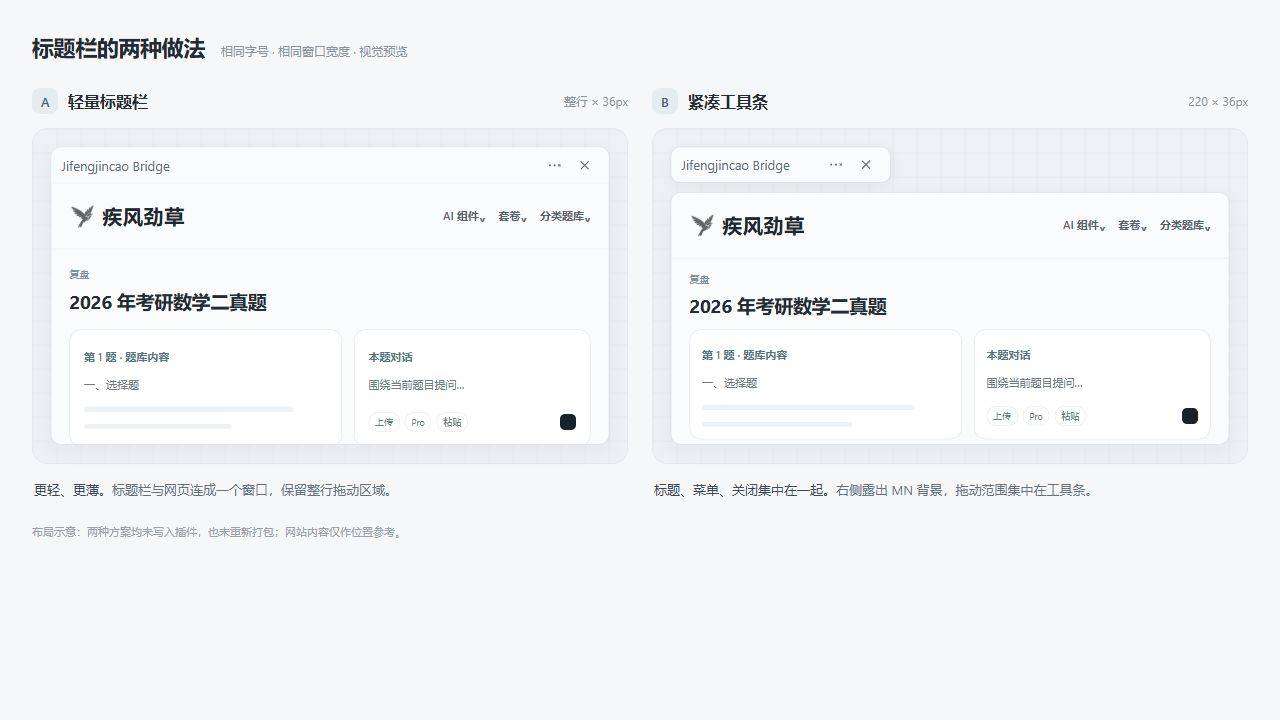 标题栏的两种做法 相同字号 · 相同窗口宽度 · 视觉预览
A 轻量标题栏 整行 × 36px
Jifengjincao Bridge ··· ×
疾风劲草 AI 组件 套卷 分类题库
复盘
2026 年考研数学二真题
第 1 题 · 题库内容
一、选择题
本题对话
围绕当前题目提问...
上传 Pro 粘贴
更轻、更薄。标题栏与网页连成一个窗口，保留整行拖动区域。
B 紧凑工具条 220 × 36px
Jifengjincao Bridge ··· ×
疾风劲草 AI 组件 套卷 分类题库
复盘
2026 年考研数学二真题
第 1 题 · 题库内容
一、选择题
本题对话
围绕当前题目提问...
上传 Pro 粘贴
标题、菜单、关闭集中在一起。右侧露出 MN 背景，拖动范围集中在工具条。
布局示意：两种方案均未写入插件，也未重新打包；网站内容仅作位置参考。